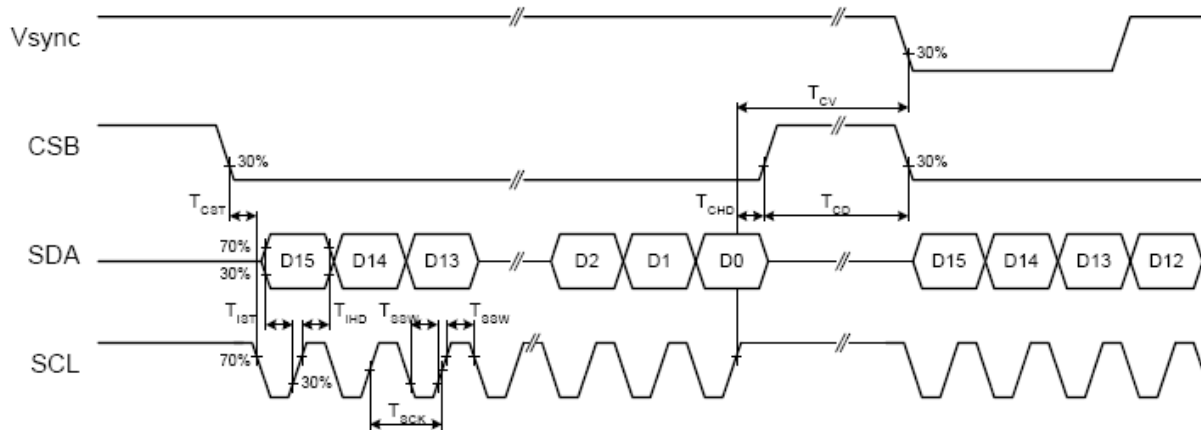 Vsync
30%
T_CV
CSB
30%
30%
T_CST
T_CHD
T_CD
SDA
70%
30%
D15 D14 D13 D2 D1 D0 D15 D14 D13 D12
T_IST T_IHD T_SSW T_SSW
SCL
70%
30%
T_SCK